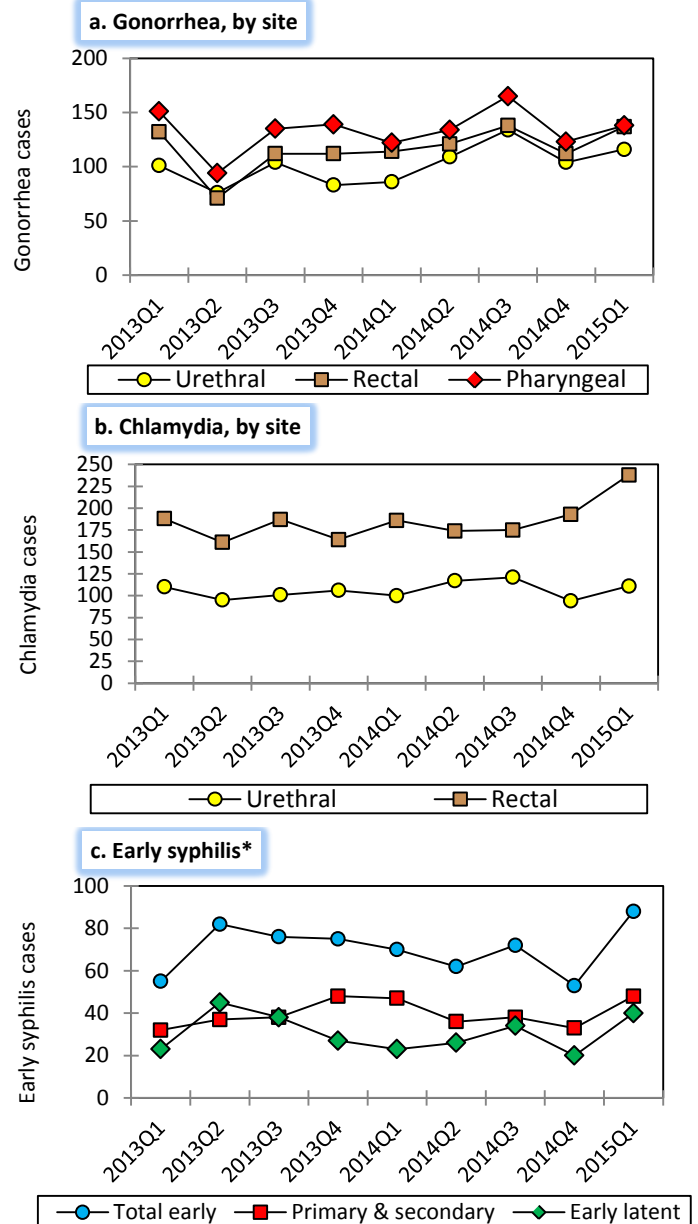 a. Gonorrhea, by site
Gonorrhea cases
200
150
100
50
0
2013Q1 2013Q2 2013Q3 2013Q4 2014Q1 2014Q2 2014Q3 2014Q4 2015Q1
Urethral Rectal Pharyngeal
b. Chlamydia, by site
Chlamydia cases
250
225
200
175
150
125
100
75
50
25
0
2013Q1 2013Q2 2013Q3 2013Q4 2014Q1 2014Q2 2014Q3 2014Q4 2015Q1
Urethral Rectal
c. Early syphilis*
Early syphilis cases
100
80
60
40
20
0
2013Q1 2013Q2 2013Q3 2013Q4 2014Q1 2014Q2 2014Q3 2014Q4 2015Q1
Total early Primary & secondary Early latent